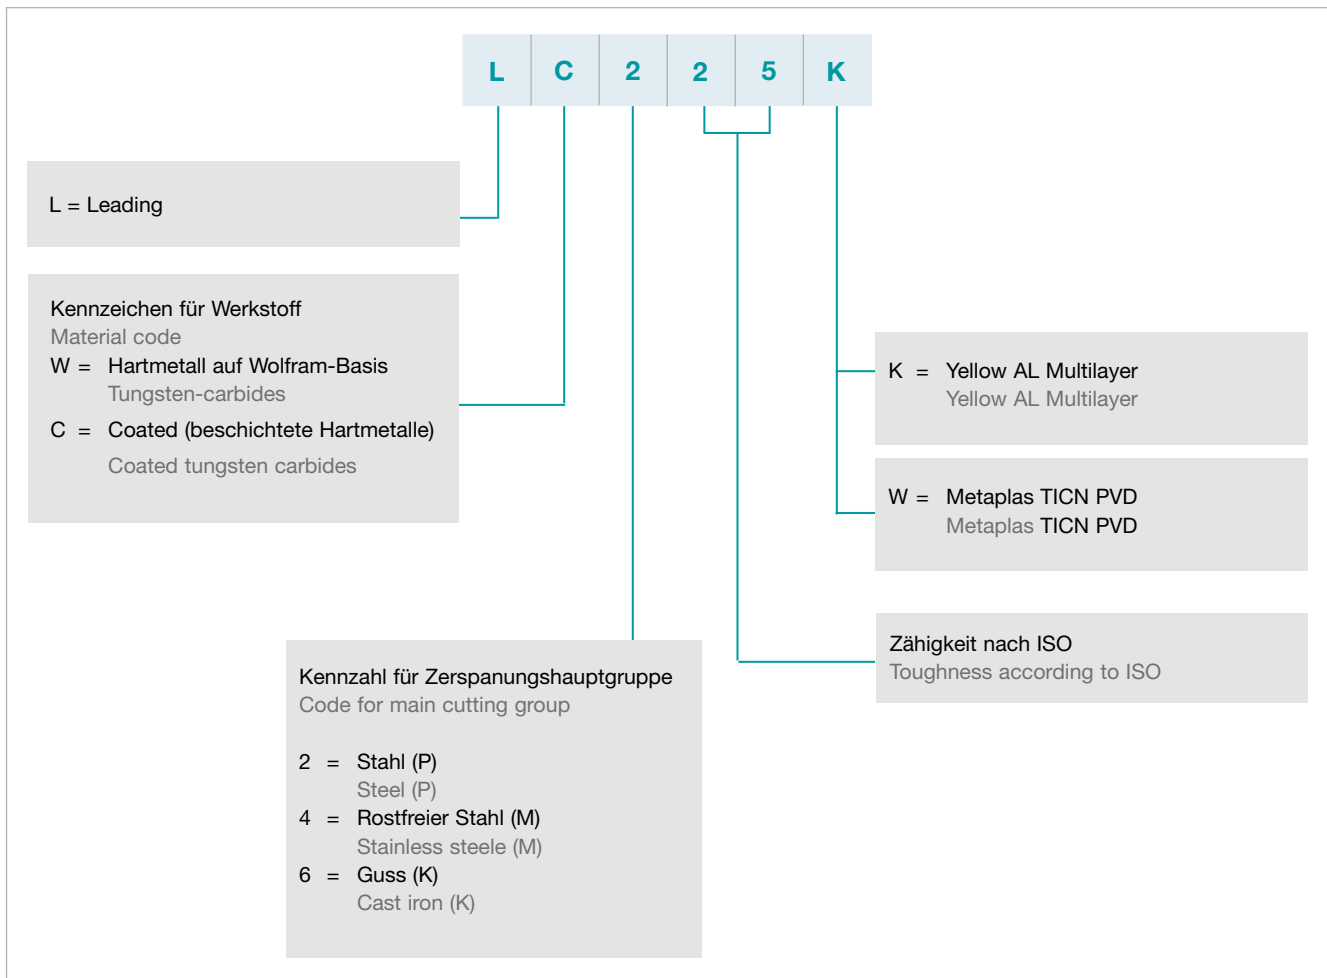 L C 2 2 5 K
L = Leading
Kennzeichen für Werkstoff
Material code
W = Hartmetall auf Wolfram-Basis
Tungsten-carbides
C = Coated (beschichtete Hartmetalle)
Coated tungsten carbides
K = Yellow AL Multilayer
Yellow AL Multilayer
W = Metaplas TICN PVD
Metaplas TICN PVD
Zähigkeit nach ISO
Toughness according to ISO
Kennzahl für Zerspanungshauptgruppe
Code for main cutting group
2 = Stahl (P)
Steel (P)
4 = Rostfreier Stahl (M)
Stainless steele (M)
6 = Guss (K)
Cast iron (K)